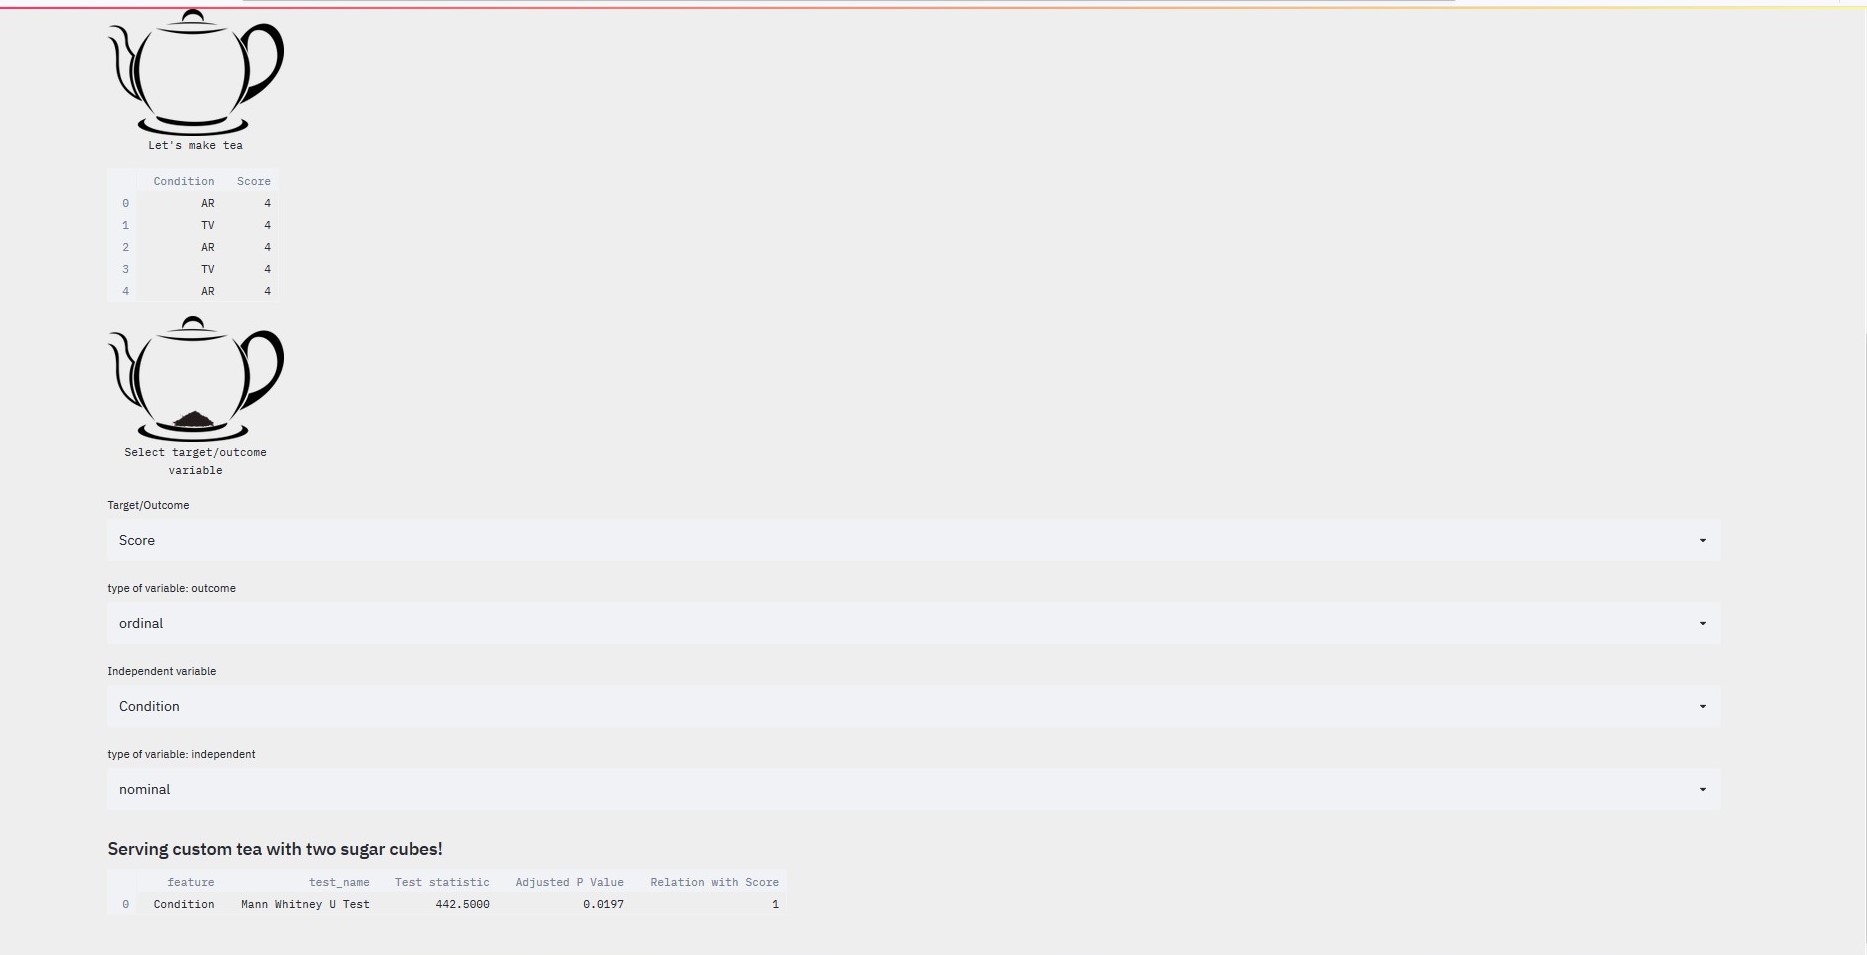 Let's make tea
Condition Score
0 AR 4
1 TV 4
2 AR 4
3 TV 4
4 AR 4
Select target/outcome
variable
Target/Outcome
Score
type of variable: outcome
ordinal
Independent variable
Condition
type of variable: independent
nominal
Serving custom tea with two sugar cubes!
feature test_name Test statistic Adjusted P Value Relation with Score
0 Condition Mann Whitney U Test 442.5000 0.0197 1